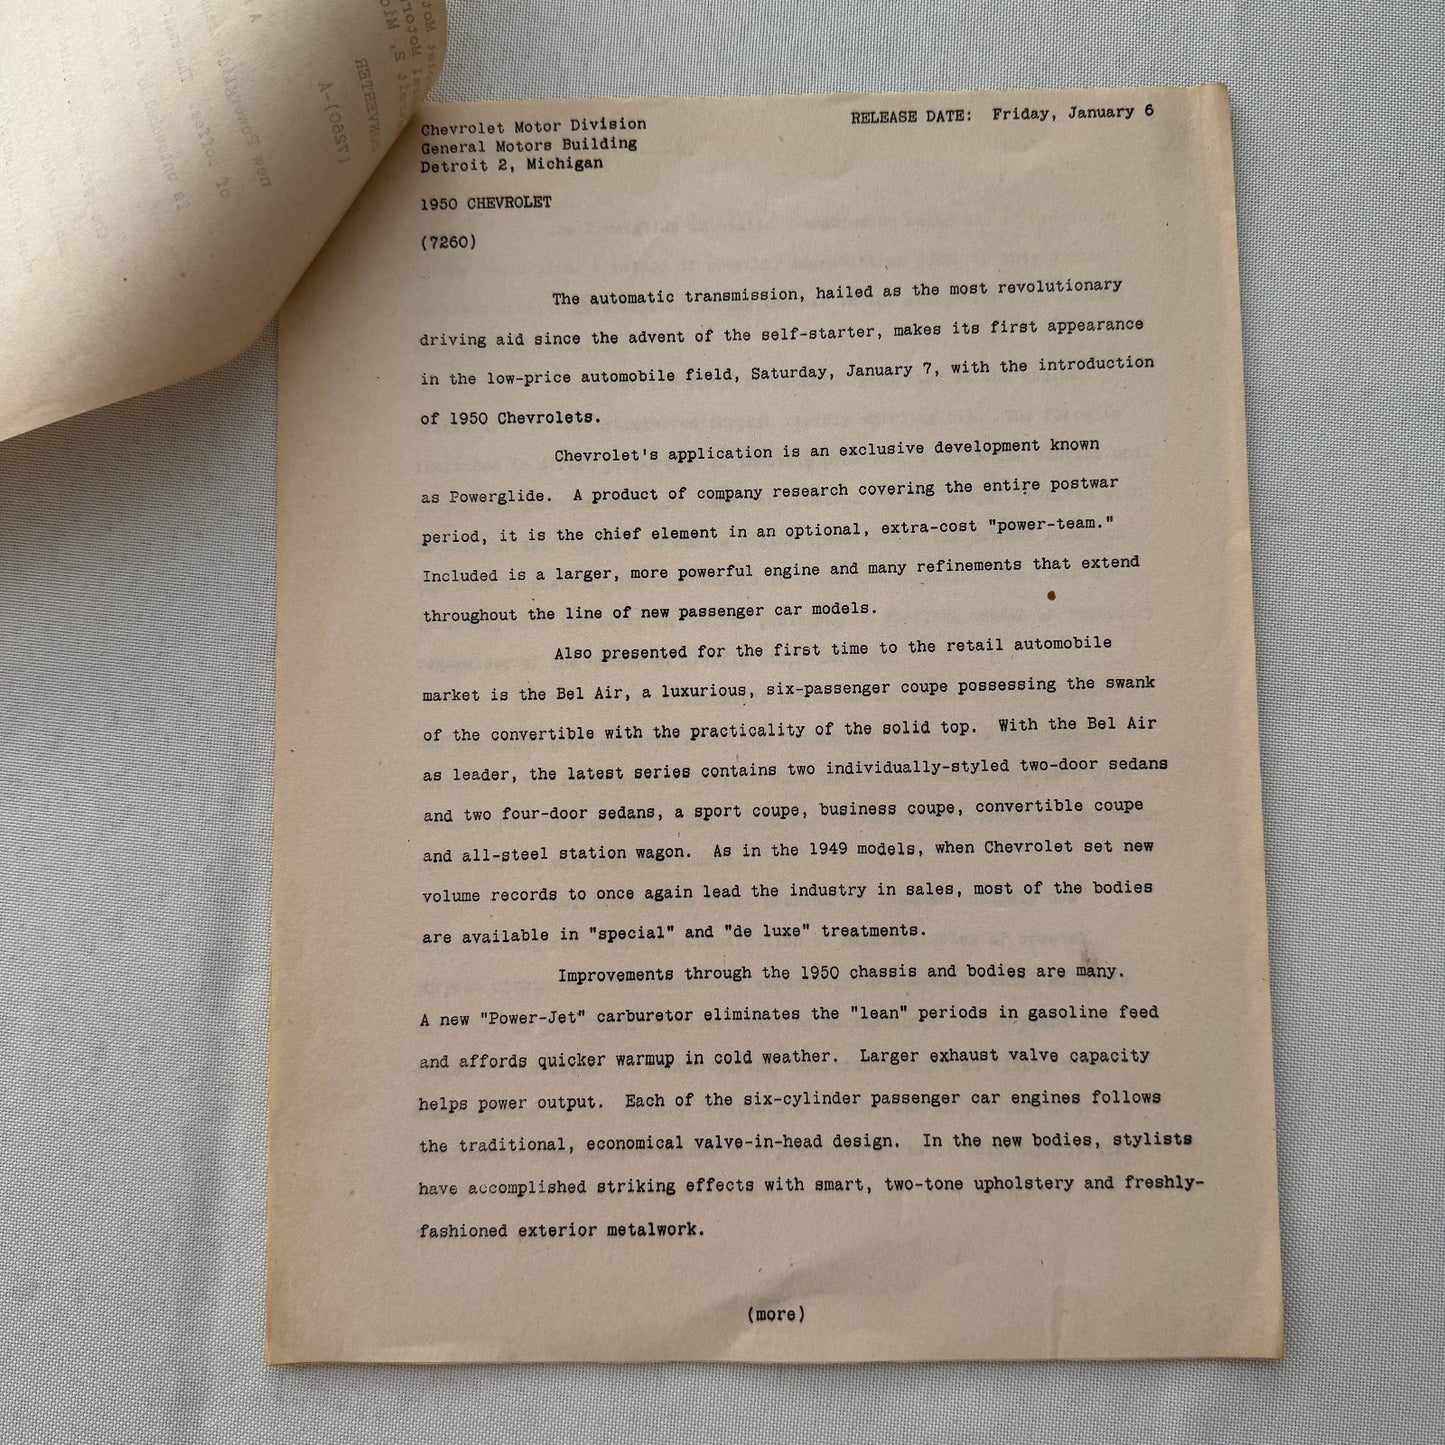 Chevrolet Motor Division
General Motors Building
Detroit 2, Michigan
RELEASE DATE:  Friday, January 6
1950 CHEVROLET
(7260)
The automatic transmission, hailed as the most revolutionary
driving aid since the advent of the self-starter, makes its first appearance
in the low-price automobile field, Saturday, January 7, with the introduction
of 1950 Chevrolets.
Chevrolet's application is an exclusive development known
as Powerglide.  A product of company research covering the entire postwar
period, it is the chief element in an optional, extra-cost "power-team."
Included is a larger, more powerful engine and many refinements that extend
throughout the line of new passenger car models.
Also presented for the first time to the retail automobile
market is the Bel Air, a luxurious, six-passenger coupe possessing the swank
of the convertible with the practicality of the solid top.  With the Bel Air
as leader, the latest series contains two individually-styled two-door sedans
and two four-door sedans, a sport coupe, business coupe, convertible coupe
and all-steel station wagon.  As in the 1949 models, when Chevrolet set new
volume records to once again lead the industry in sales, most of the bodies
are available in "special" and "de luxe" treatments.
Improvements through the 1950 chassis and bodies are many.
A new "Power-Jet" carburetor eliminates the "lean" periods in gasoline feed
and affords quicker warmup in cold weather.  Larger exhaust valve capacity
helps power output.  Each of the six-cylinder passenger car engines follows
the traditional, economical valve-in-head design.  In the new bodies, stylists
have accomplished striking effects with smart, two-tone upholstery and freshly-
fashioned exterior metalwork.
(more)